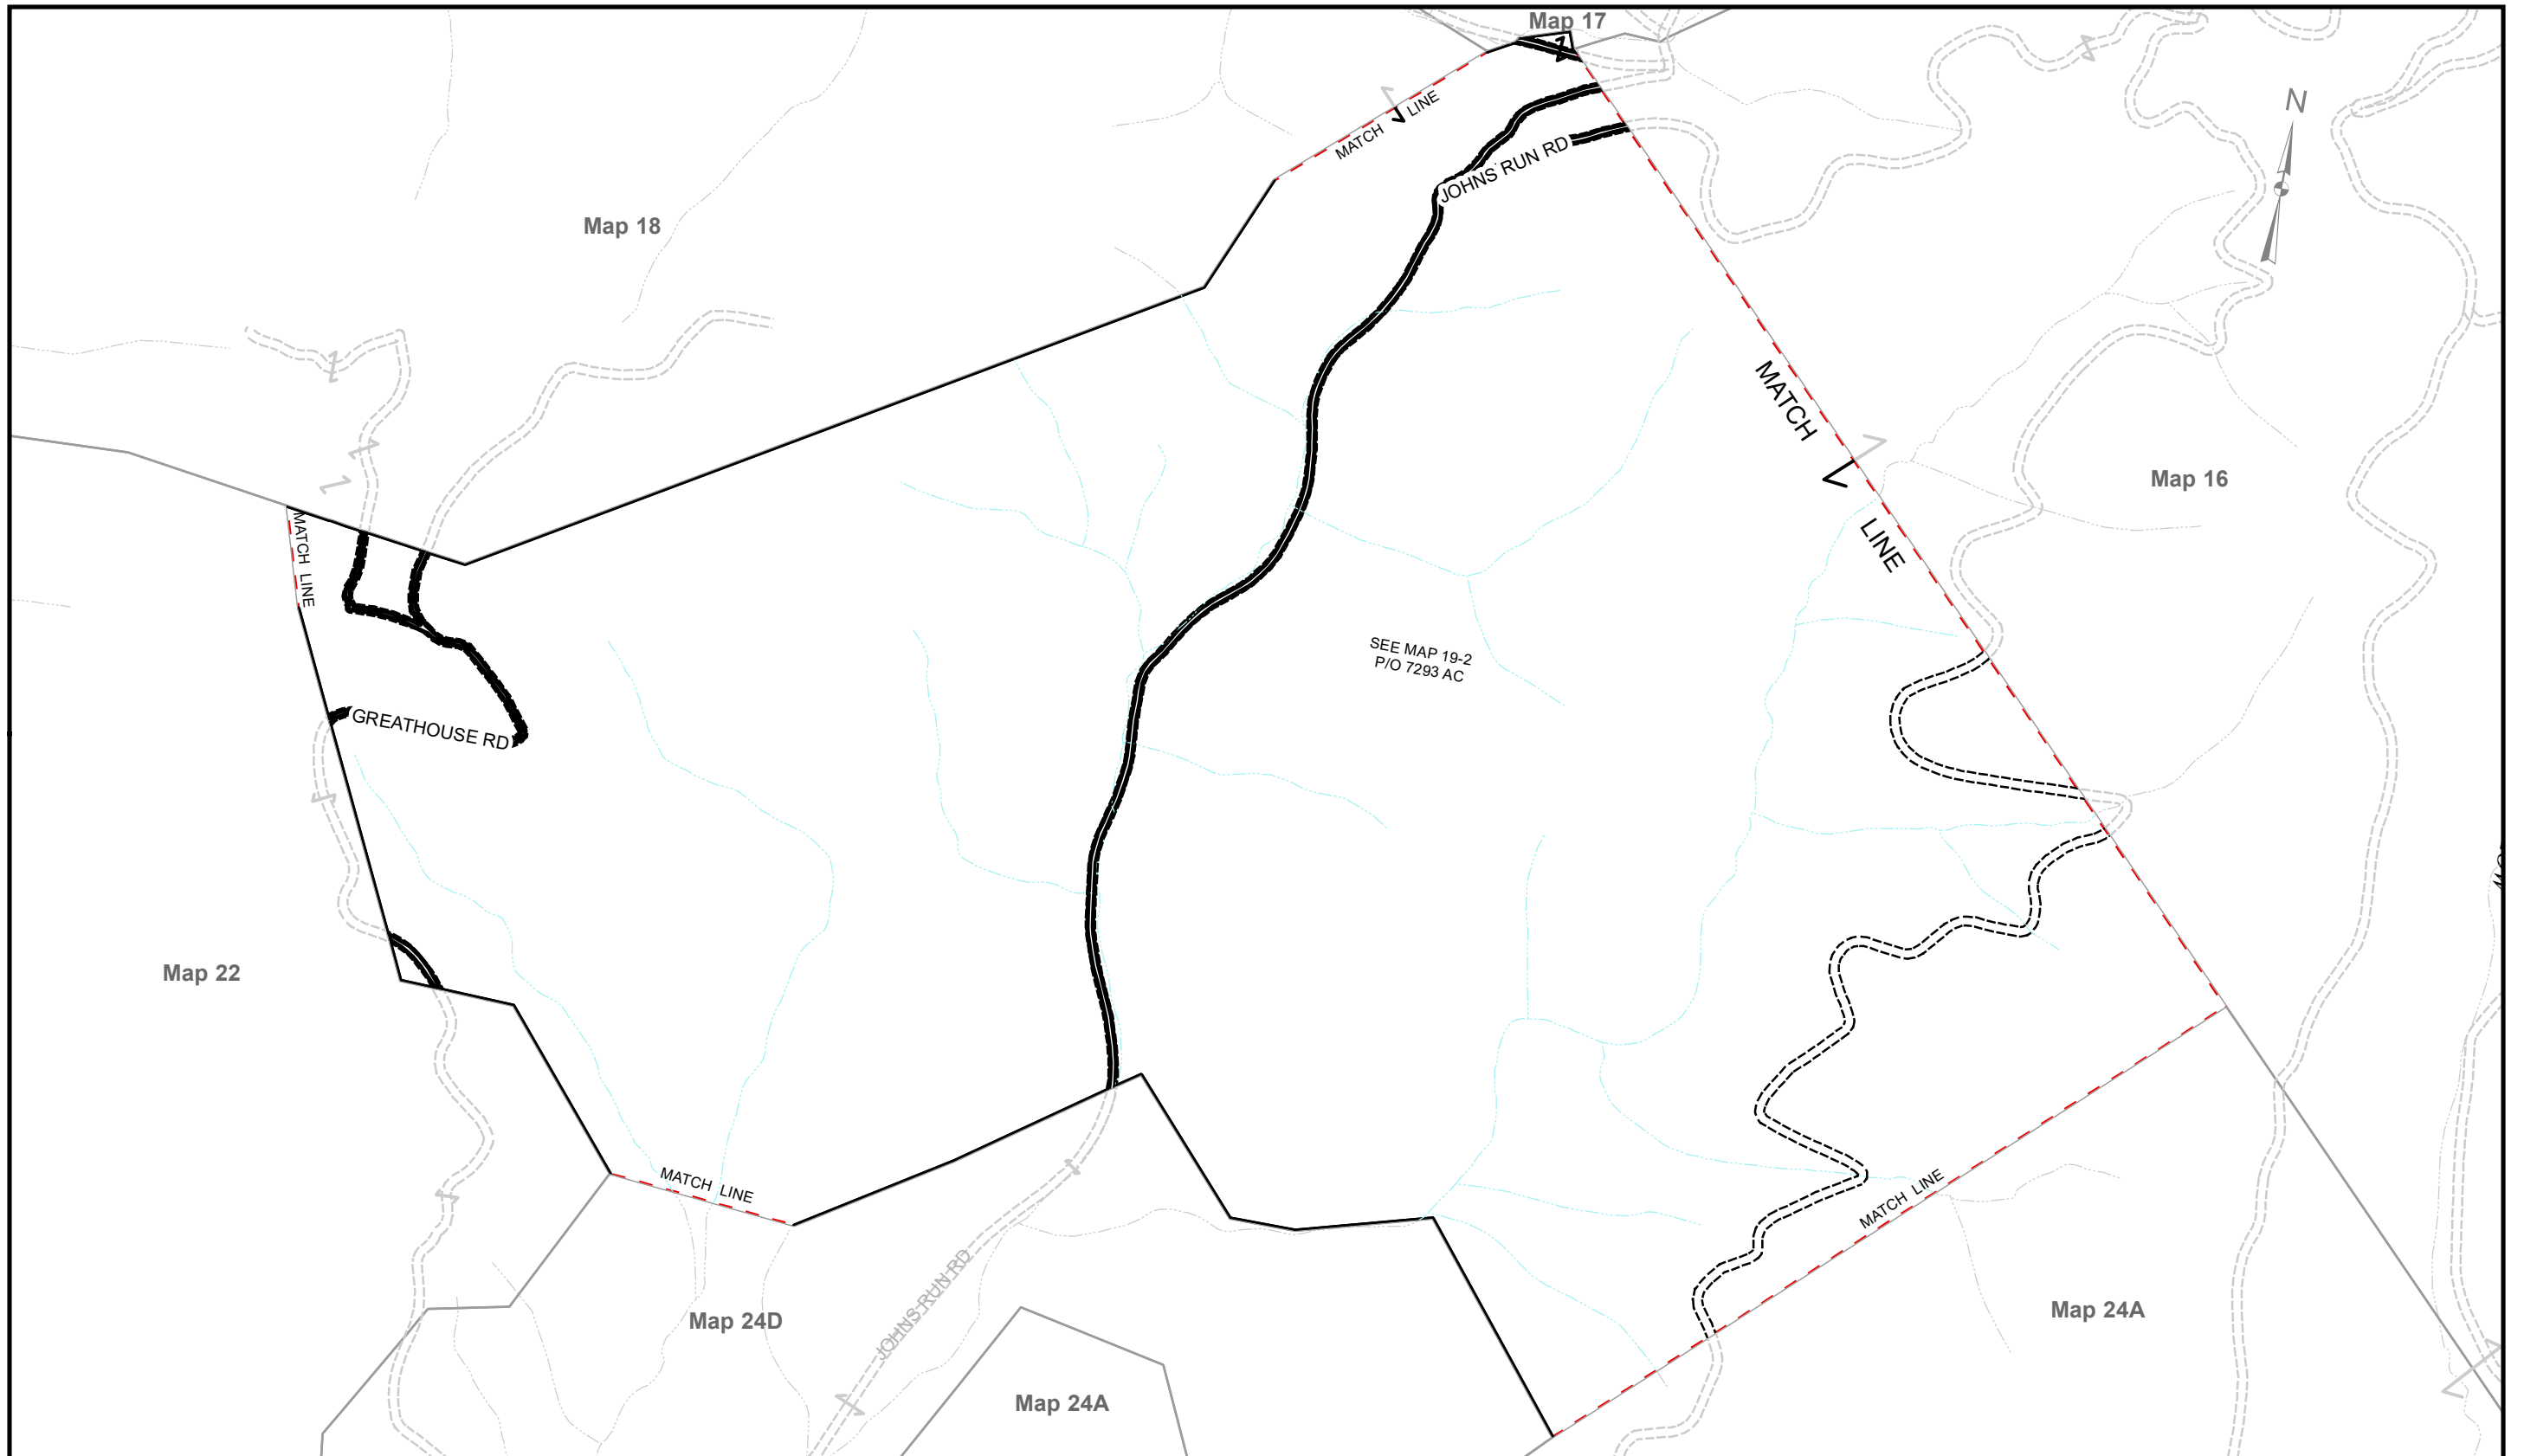 Map 17
N
MATCH LINE
JOHNS RUN RD
Map 18
MATCH LINE
Map 16
MATCH LINE
SEE MAP 19-2
P/O 7293 AC
GREATHOUSE RD
Map 22
MATCH LINE
MATCH LINE
JOHNS RUN RD
Map 24D
Map 24A
Map 24A